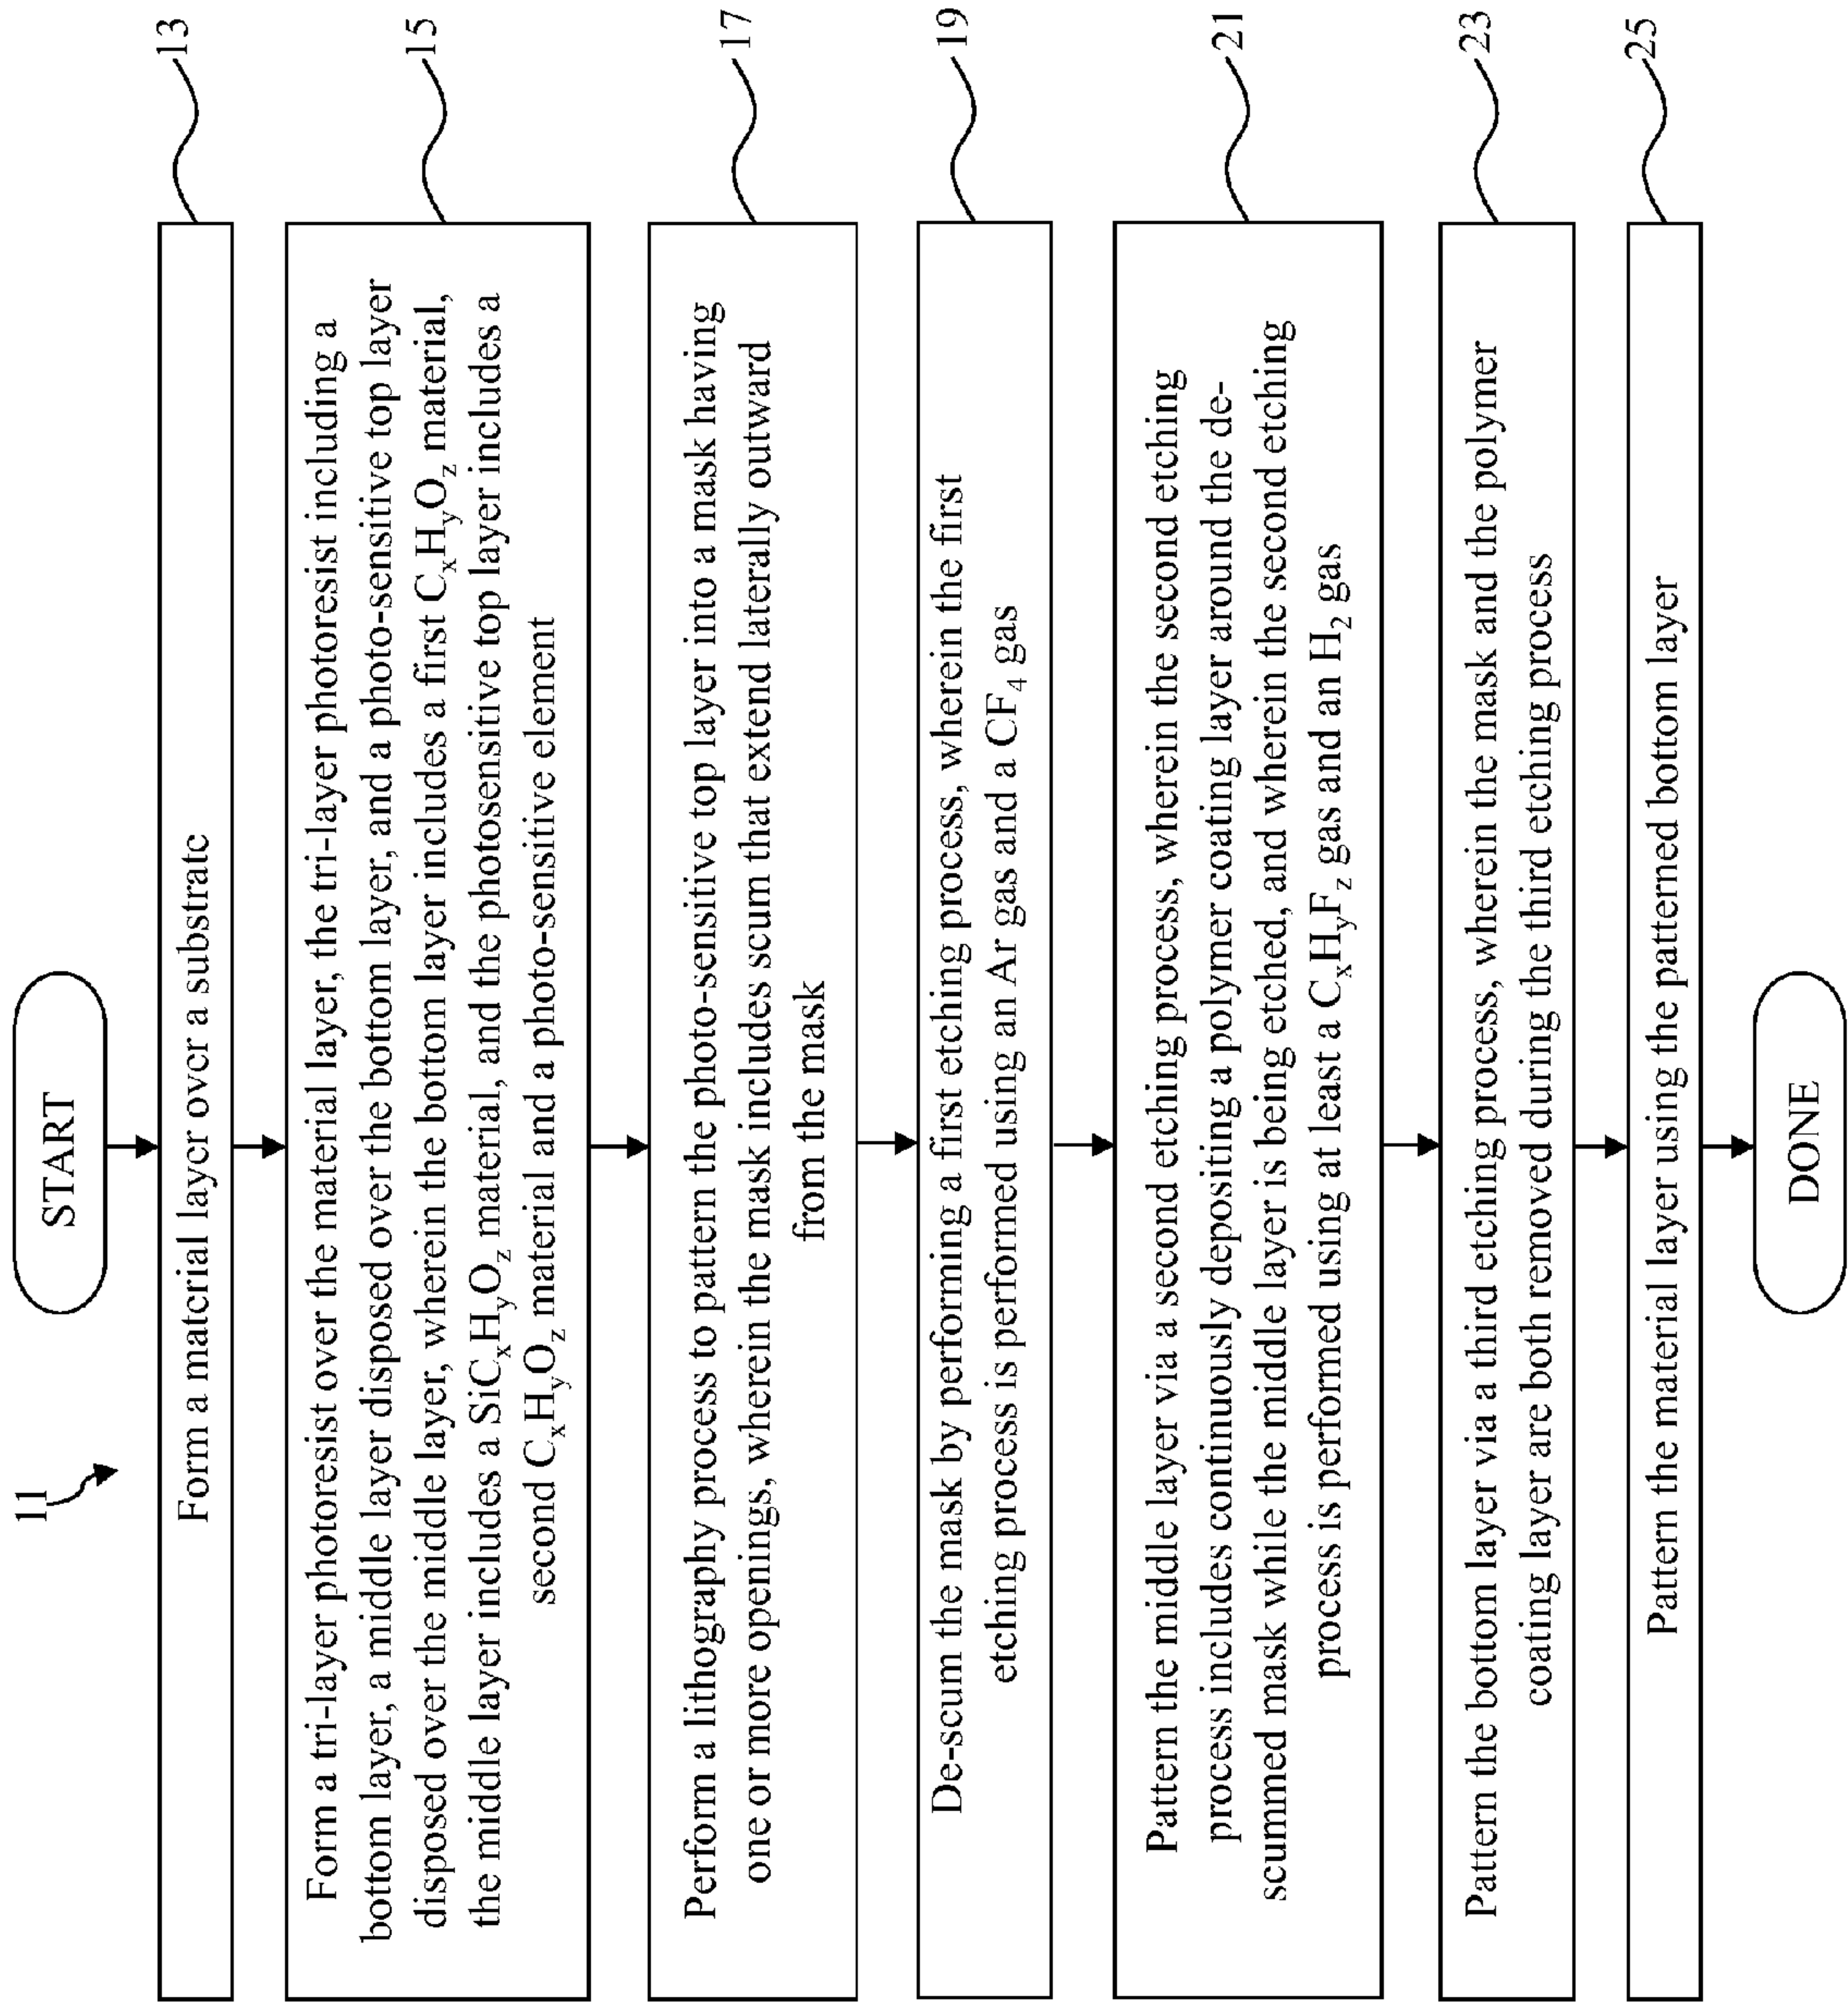 11
START
Form a material layer over a substrate
13
Form a tri-layer photoresist over the material layer, the tri-layer photoresist including a
bottom layer, a middle layer disposed over the bottom layer, and a photo-sensitive top layer
disposed over the middle layer, wherein the bottom layer includes a first CₓHᵧO_z material,
the middle layer includes a SiCₓHᵧO_z material, and the photosensitive top layer includes a
second CₓHᵧO_z material and a photo-sensitive element
15
Perform a lithography process to pattern the photo-sensitive top layer into a mask having
one or more openings, wherein the mask includes scum that extend laterally outward
from the mask
17
De-scum the mask by performing a first etching process, wherein the first
etching process is performed using an Ar gas and a CF₄ gas
19
Pattern the middle layer via a second etching process, wherein the second etching
process includes continuously depositing a polymer coating layer around the de-
scummed mask while the middle layer is being etched, and wherein the second etching
process is performed using at least a CₓHᵧF_z gas and an H₂ gas
21
Pattern the bottom layer via a third etching process, wherein the mask and the polymer
coating layer are both removed during the third etching process
23
Pattern the material layer using the patterned bottom layer
25
DONE